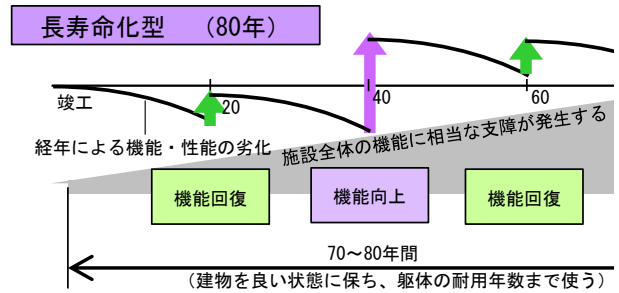 長寿命化型　（80年）
竣工
20
40
60
経年による機能・性能の劣化
施設全体の機能に相当な支障が発生する
機能回復
機能向上
機能回復
70〜80年間
（建物を良い状態に保ち、躯体の耐用年数まで使う）